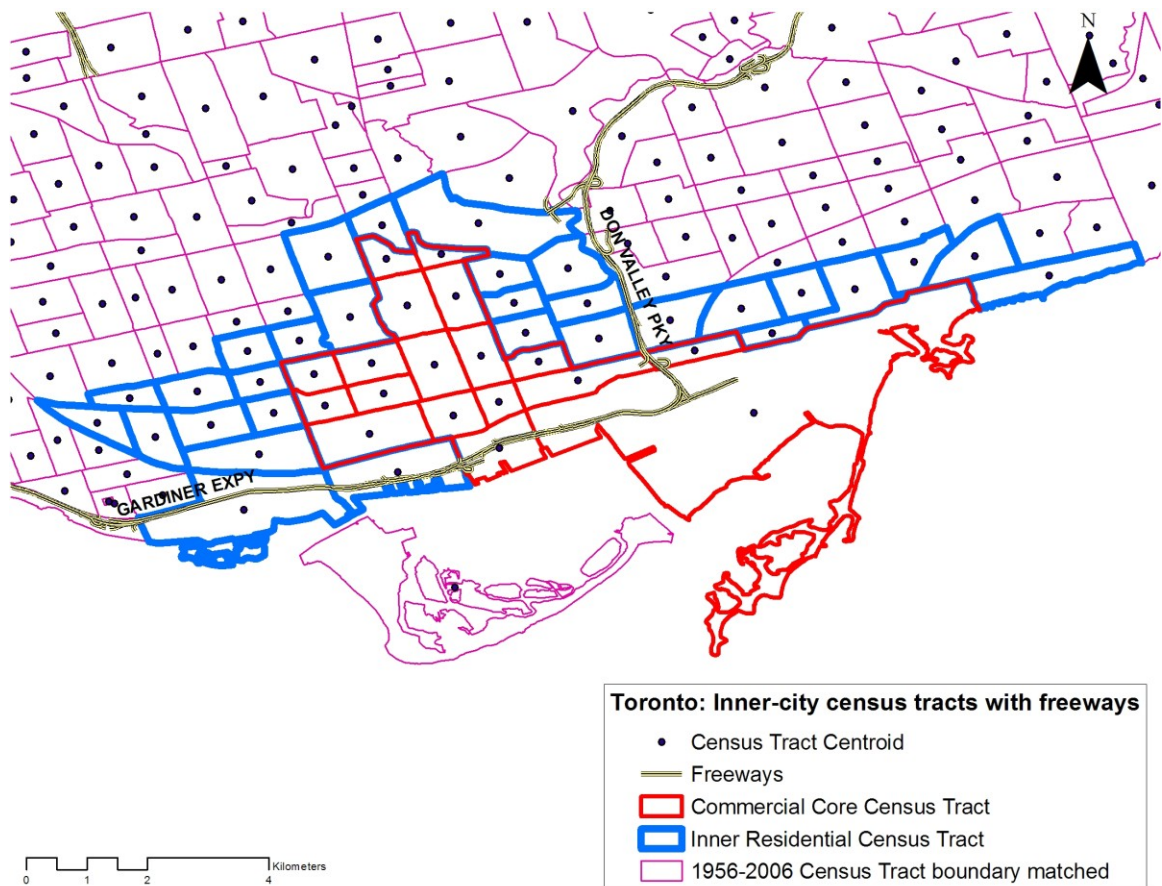 N
DON VALLEY PKY
GARDINER EXPY
Toronto: Inner-city census tracts with freeways
Census Tract Centroid
Freeways
Commercial Core Census Tract
Inner Residential Census Tract
1956-2006 Census Tract boundary matched
Kilometers
0 1 2 4